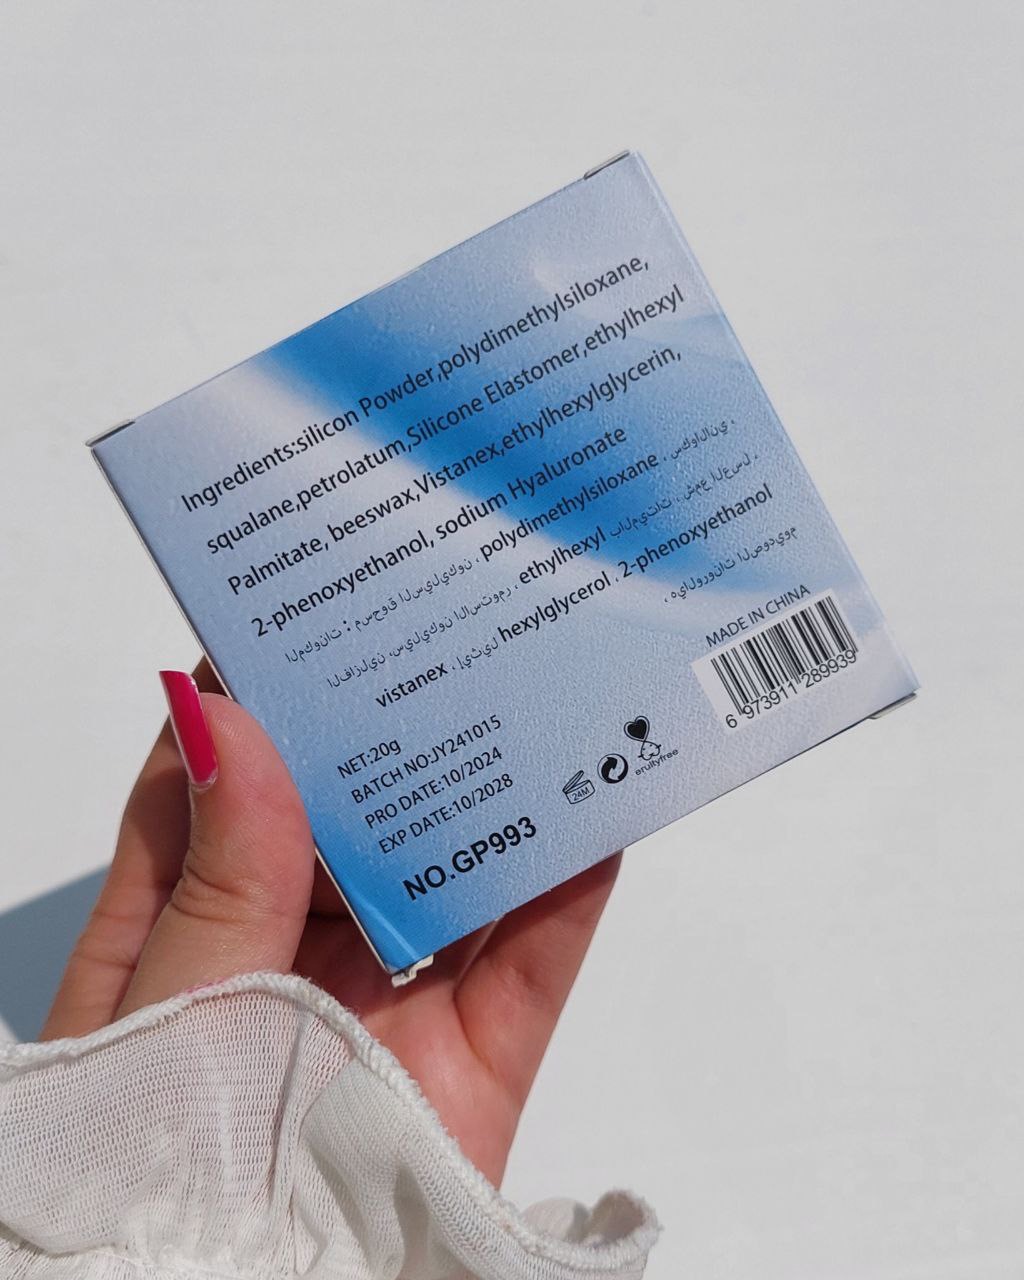 Ingredients:silicon Powder,polydimethylsiloxane,
squalane,petrolatum,Silicone Elastomer,ethylhexyl
Palmitate, beeswax,Vistanex,ethylhexylglycerin,
2-phenoxyethanol, sodium Hyaluronate
المكونات : مسحوق السيليكون ، polydimethylsiloxane ، سكوالاني ،
الفازلين ،سيليكون الاستومر ، ethylhexyl بالميتات ، شمع العسل ،
vistanex ، إيثيل hexylglycerol ، 2-phenoxyethanol
، هيالورونات الصوديوم
NET:20g
BATCH NO:JY241015
PRO DATE:10/2024
EXP DATE:10/2028
NO.GP993
24M
eruityfree
MADE IN CHINA
6 973911 289939